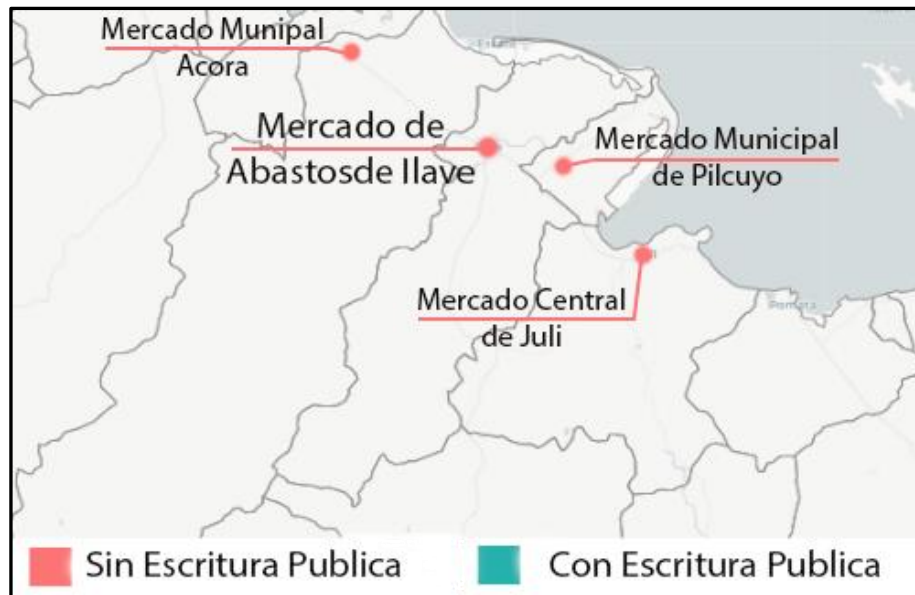 Mercado Munipal
Acora
Mercado de
Abastosde Ilave
Mercado Municipal
de Pilcuyo
Mercado Central
de Juli
Pomata
Sin Escritura Publica
Con Escritura Publica